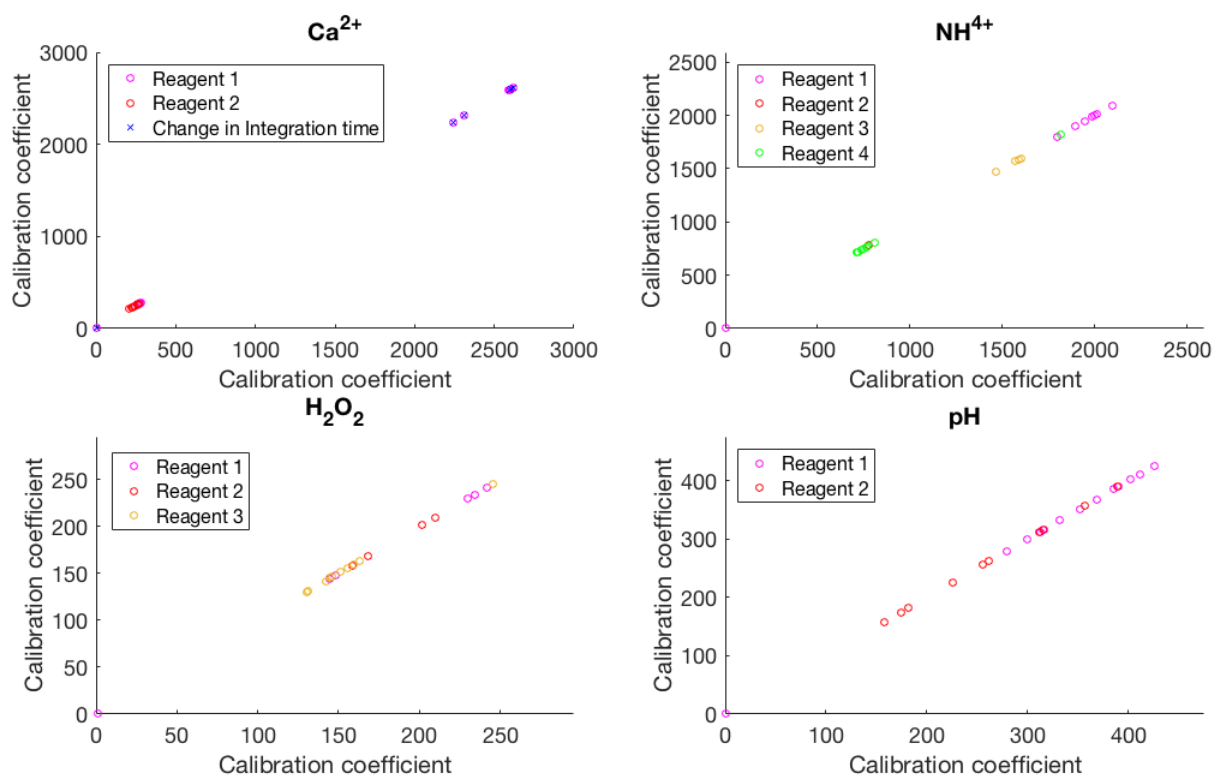 Ca2+
Calibration coefficient
3000
2000
1000
0
Reagent 1
Reagent 2
Change in Integration time
0 500 1000 1500 2000 2500 3000
Calibration coefficient
NH4+
Calibration coefficient
2500
2000
1500
1000
500
0
Reagent 1
Reagent 2
Reagent 3
Reagent 4
0 500 1000 1500 2000 2500
Calibration coefficient
H2O2
Calibration coefficient
250
200
150
100
50
0
Reagent 1
Reagent 2
Reagent 3
0 50 100 150 200 250
Calibration coefficient
pH
Calibration coefficient
400
300
200
100
0
Reagent 1
Reagent 2
0 100 200 300 400
Calibration coefficient